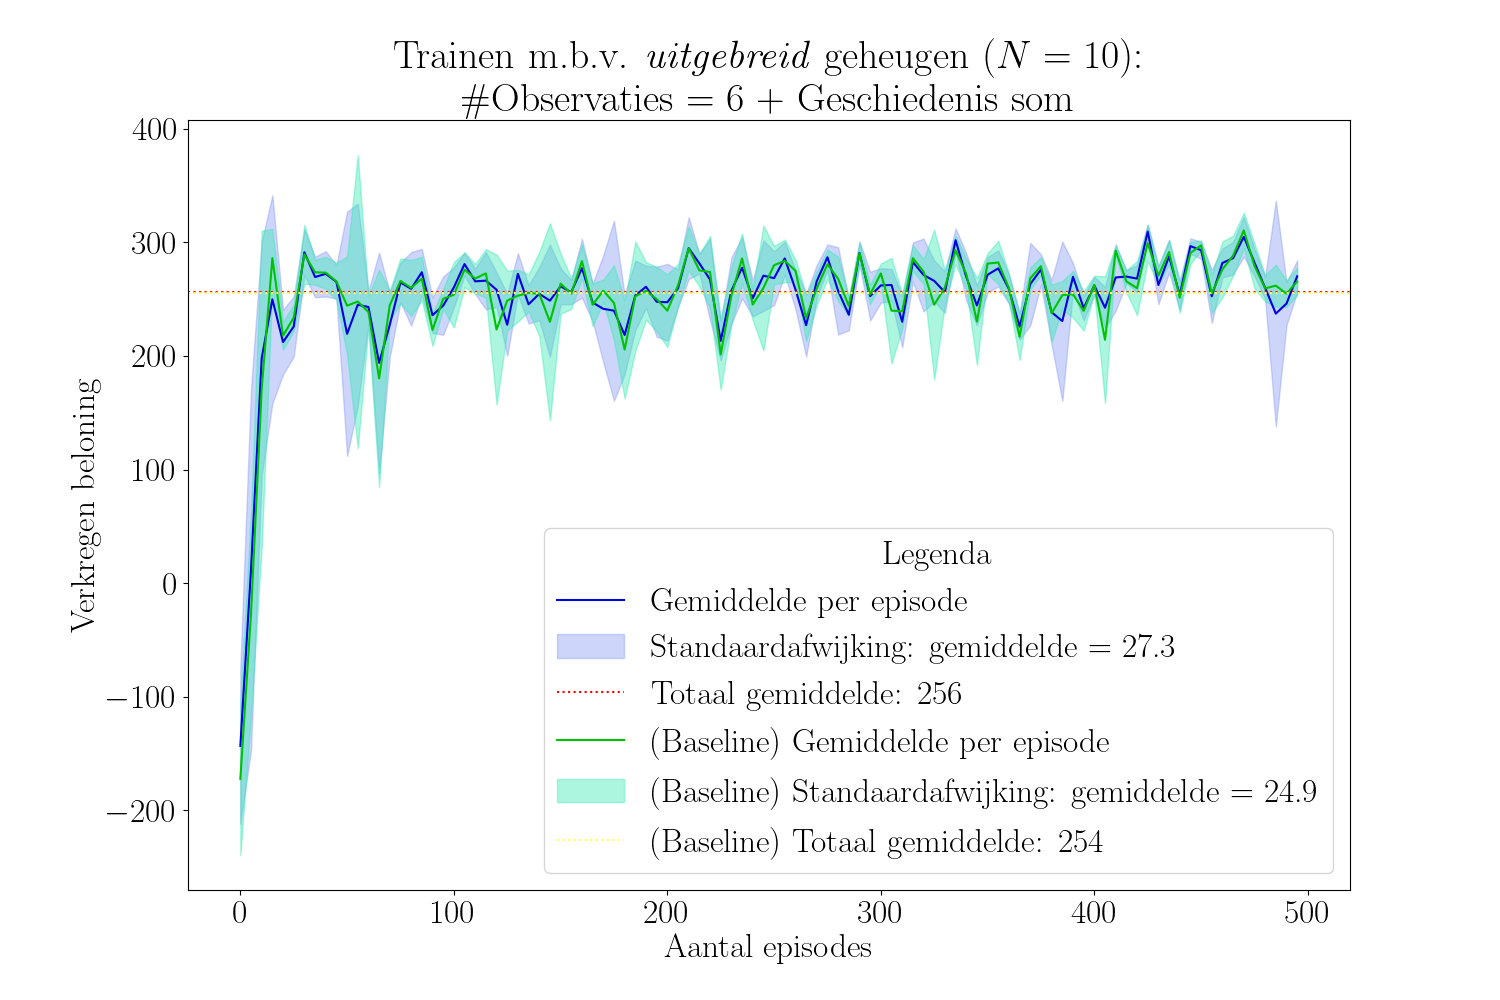 Trainen m.b.v. uitgebreid geheugen (N = 10):
#Observaties = 6 + Geschiedenis som
400
300
200
100
0
−100
−200
Verkregen beloning
Legenda
Gemiddelde per episode
Standaardafwijking: gemiddelde = 27.3
Totaal gemiddelde: 256
(Baseline) Gemiddelde per episode
(Baseline) Standaardafwijking: gemiddelde = 24.9
(Baseline) Totaal gemiddelde: 254
0 100 200 300 400 500
Aantal episodes